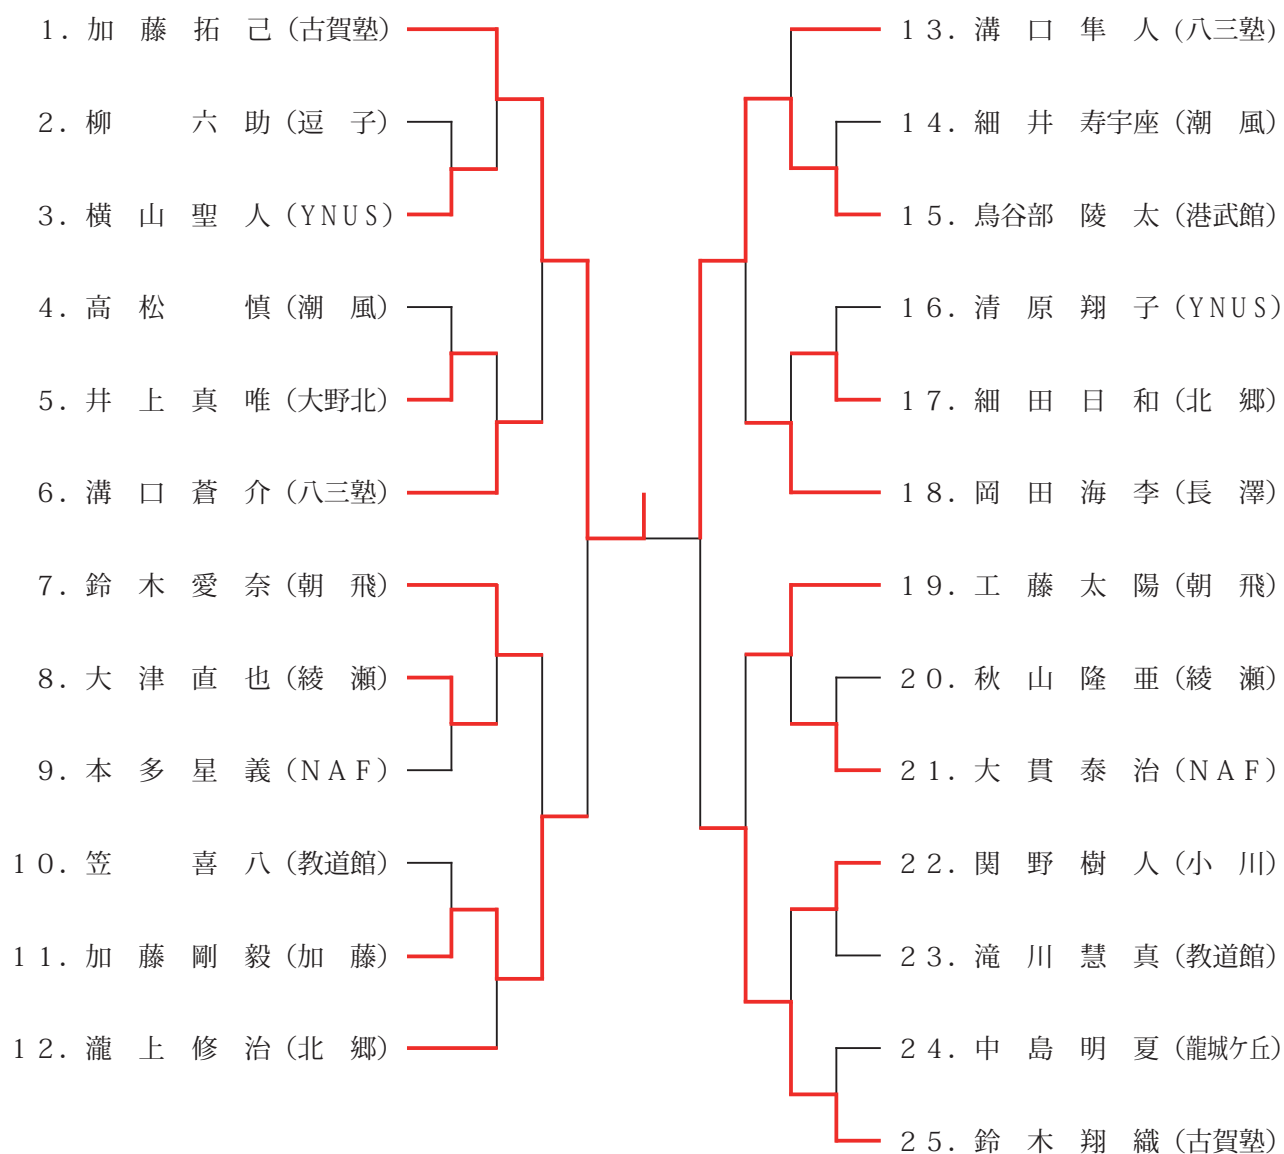 1. 加藤拓己（古賀塾）
2. 柳 六助（逗 子）
3. 横山聖人（YNUS）
4. 高松 慎（潮 風）
5. 井上真唯（大野北）
6. 溝口蒼介（八三塾）
7. 鈴木愛奈（朝 飛）
8. 大津直也（綾 瀬）
9. 本多星義（NAF）
10. 笠 喜八（教道館）
11. 加藤剛毅（加 藤）
12. 瀧上修治（北 郷）
13. 溝口隼人（八三塾）
14. 細井寿宇座（潮 風）
15. 鳥谷部陵太（港武館）
16. 清原翔子（YNUS）
17. 細田日和（北 郷）
18. 岡田海李（長 澤）
19. 工藤太陽（朝 飛）
20. 秋山隆亜（綾 瀬）
21. 大貫泰治（NAF）
22. 関野樹人（小 川）
23. 滝川慧真（教道館）
24. 中島明夏（龍城ケ丘）
25. 鈴木翔織（古賀塾）